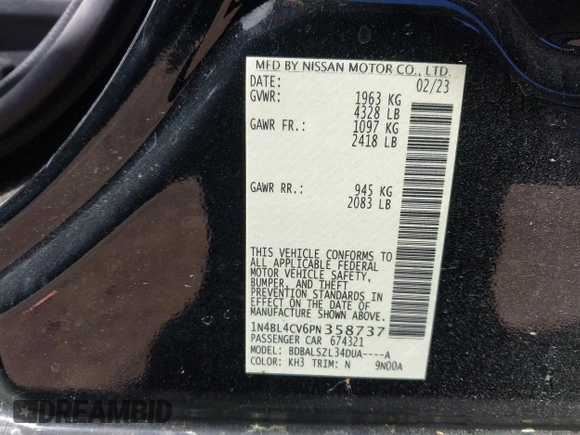 MFD BY NISSAN MOTOR CO., LTD.
DATE: 02/23
GVWR: 1963 KG
4328 LB
GAWR FR.: 1097 KG
2418 LB
GAWR RR.: 945 KG
2083 LB
THIS VEHICLE CONFORMS TO
ALL APPLICABLE FEDERAL
MOTOR VEHICLE SAFETY,
BUMPER, AND THEFT
PREVENTION STANDARDS IN
EFFECT ON THE DATE OF
MANUFACTURE SHOWN ABOVE.
1N4BL4CV6PN358737
PASSENGER CAR 674321
MODEL: BDBALSZL34DUA----A
COLOR: KH3 TRIM: N 9N00A
DREAMBID